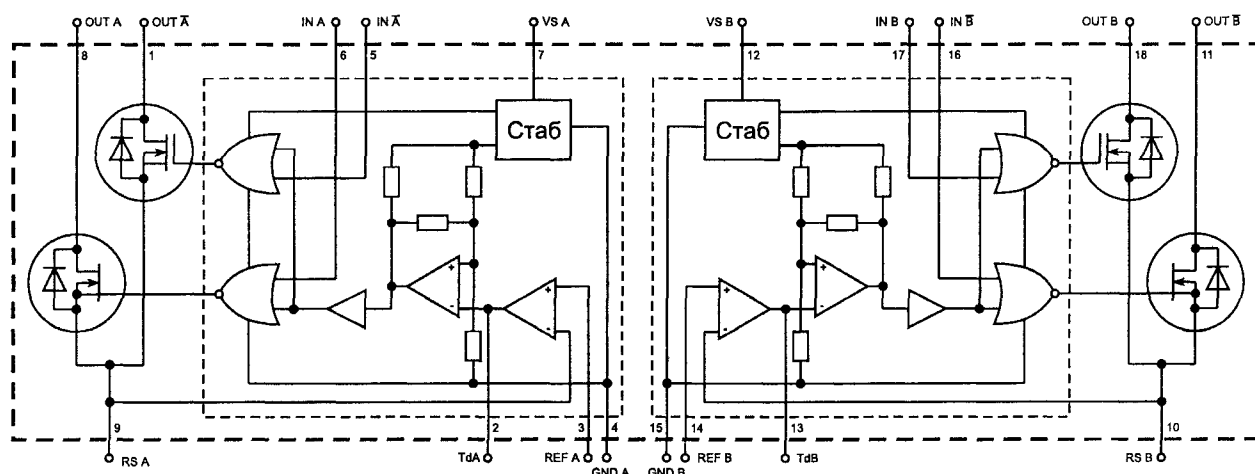 OUT A OUT A̅ IN A IN A̅ VS A VS B IN B IN B̅ OUT B OUT B̅
8 1 6 5 7 12 17 16 18 11
Стаб Стаб
+ +
- -
+ +
- -
9 2 3 4 15 14 13 10
RS A TdA REF A GND A GND B REF B TdB RS B